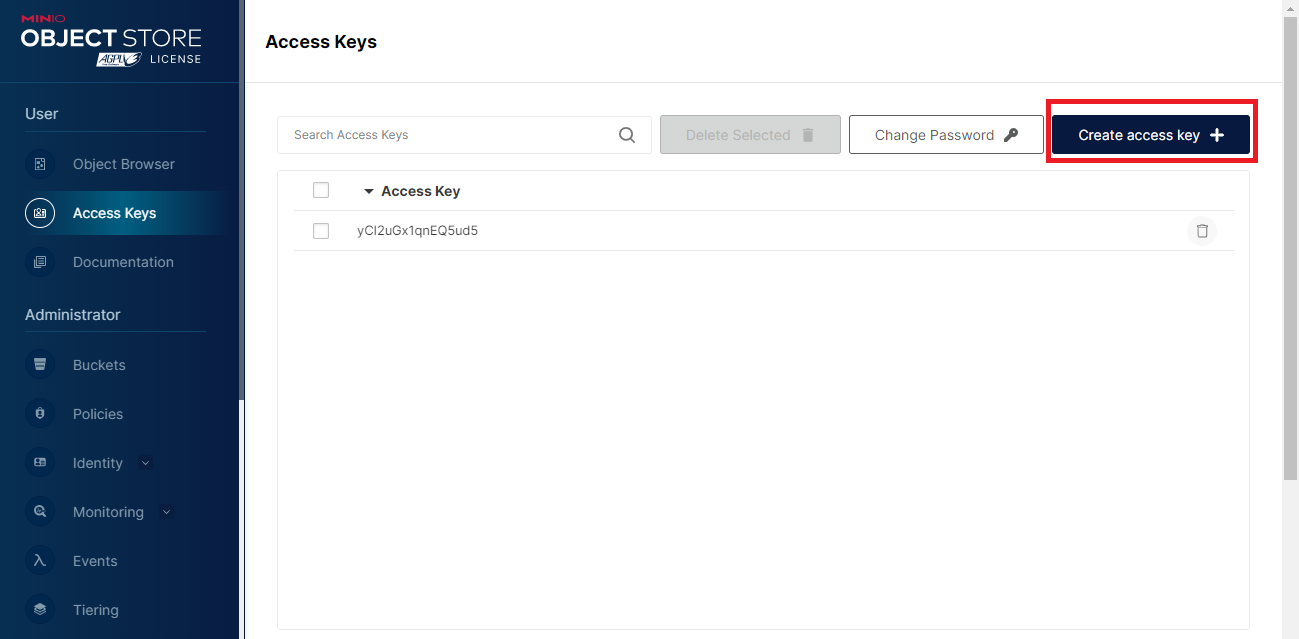 MINIO
OBJECT STORE
AGPLv3 LICENSE
User
Object Browser
Access Keys
Documentation
Administrator
Buckets
Policies
Identity
Monitoring
Events
Tiering
Access Keys
Search Access Keys
Delete Selected
Change Password
Create access key
Access Key
yCI2uGx1qnEQ5ud5